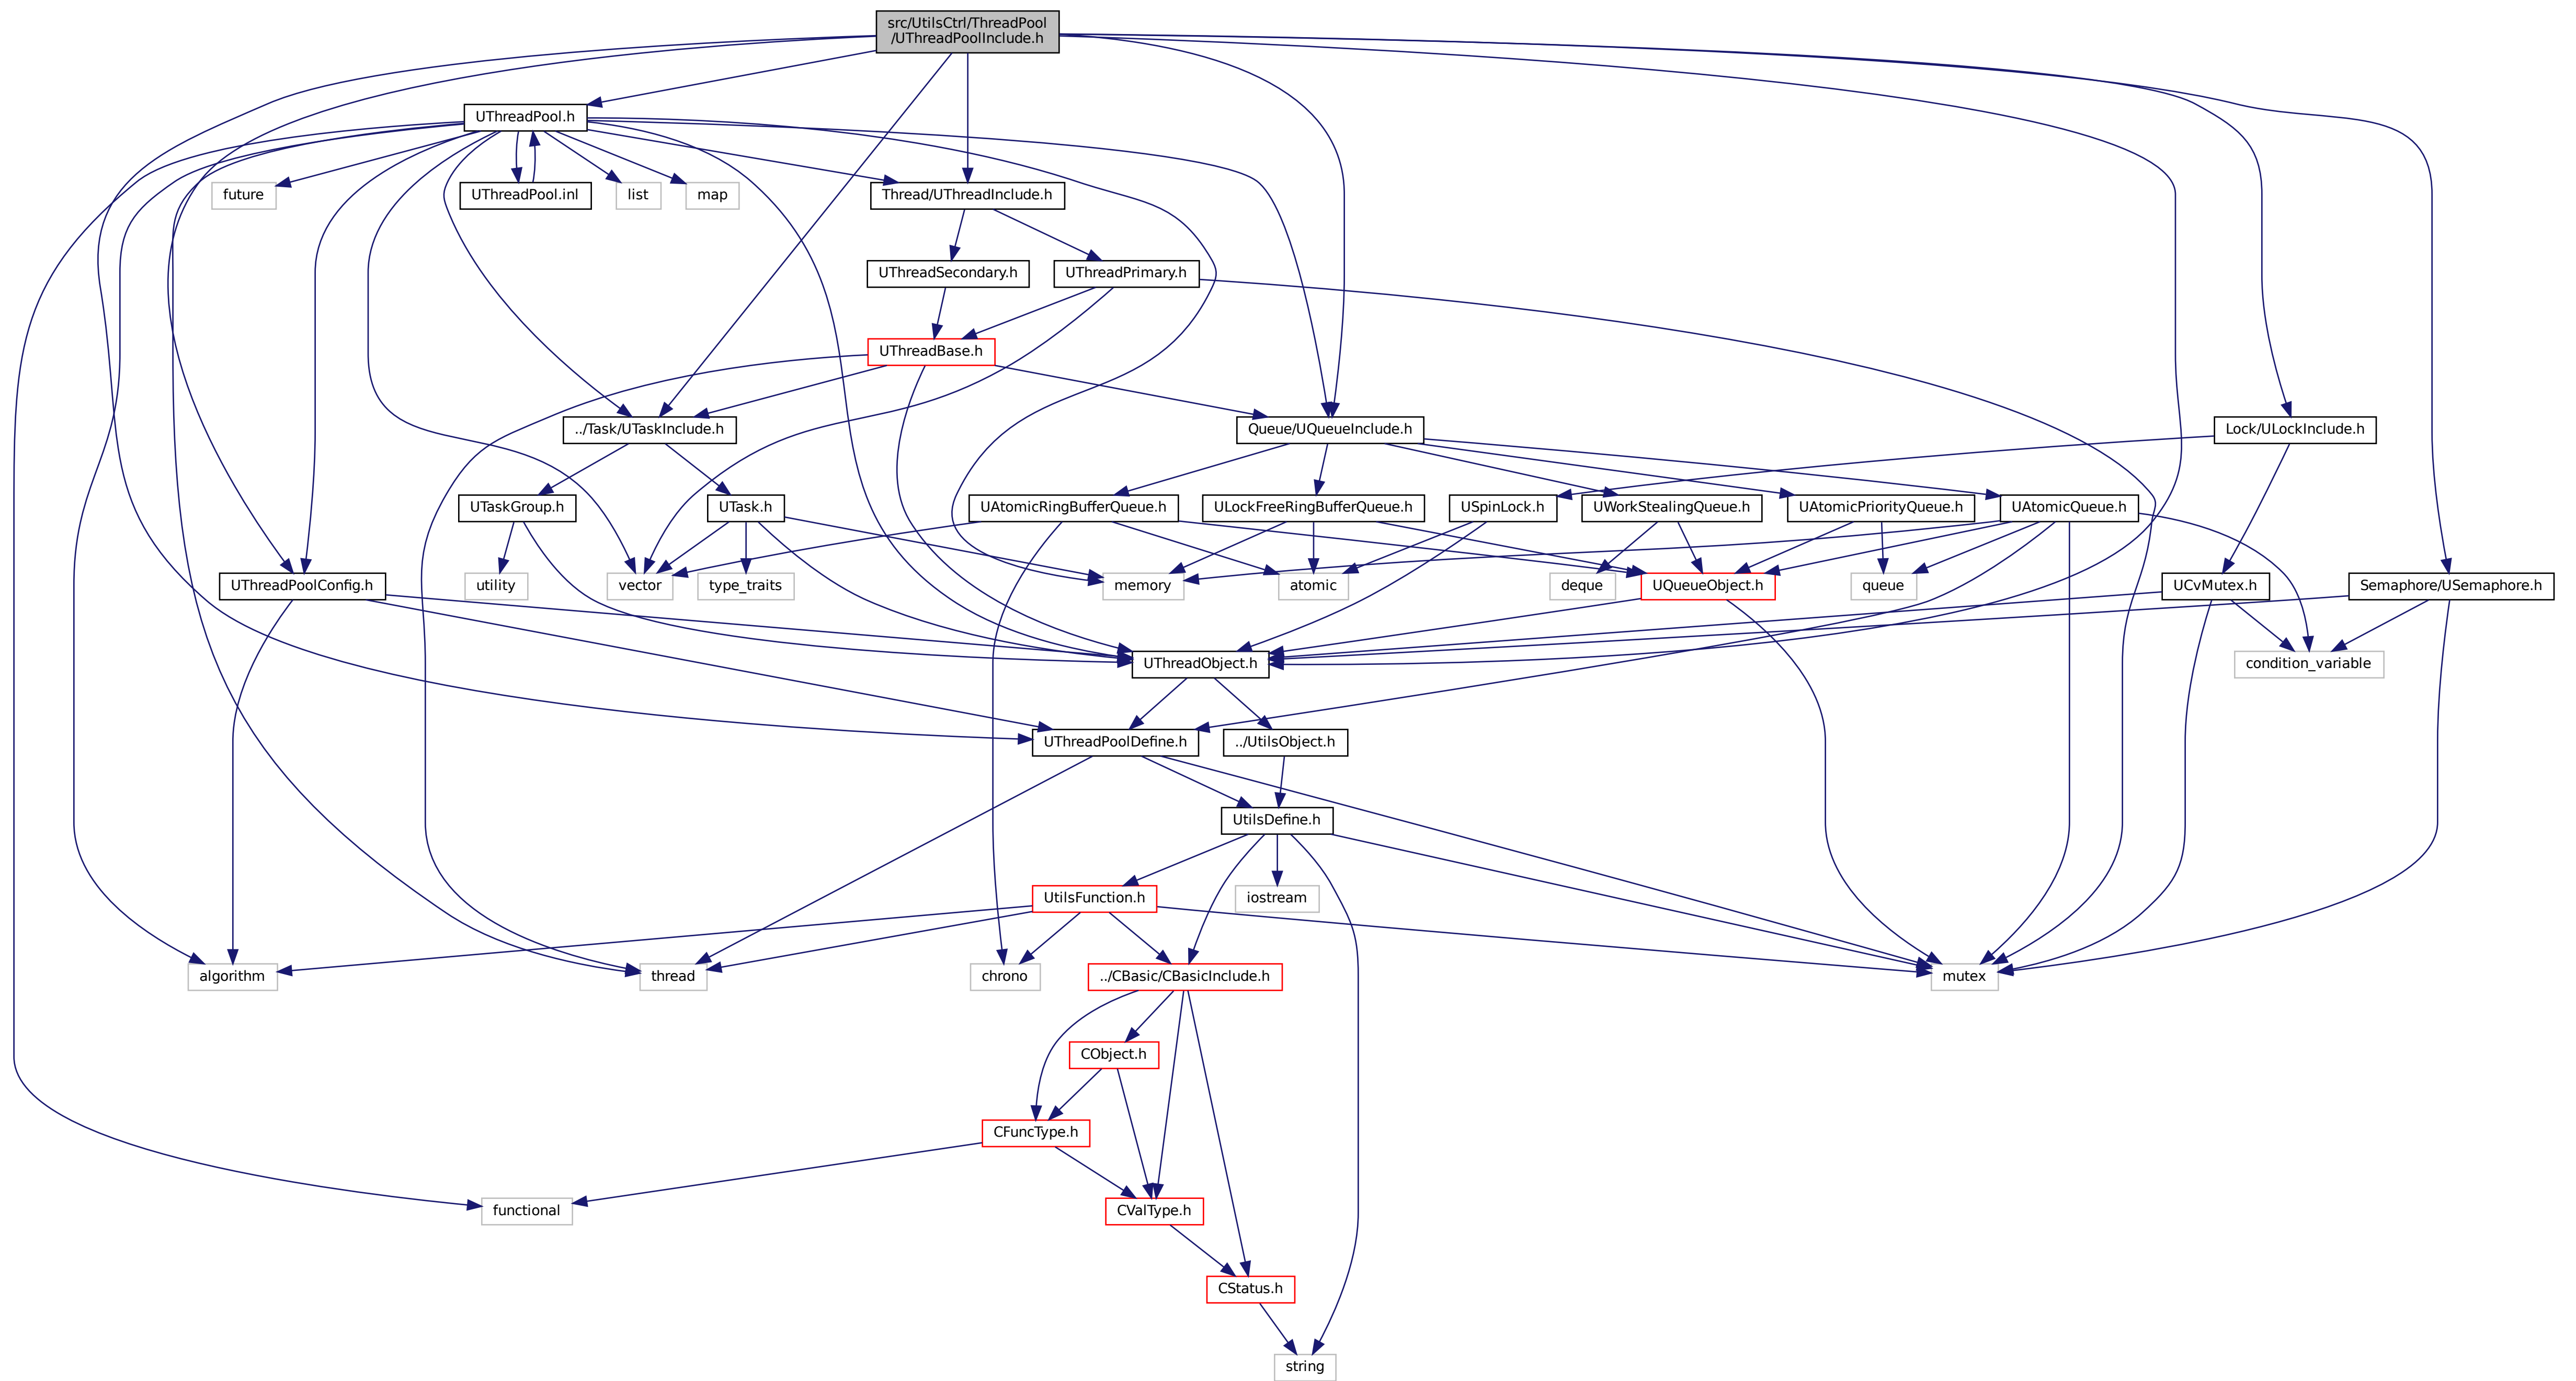 src/UtilsCtrl/ThreadPool
/UThreadPoolInclude.h
UThreadPool.h
future
UThreadPool.inl
list
map
Thread/UThreadInclude.h
UThreadSecondary.h
UThreadPrimary.h
UThreadBase.h
../Task/UTaskInclude.h
Queue/UQueueInclude.h
Lock/ULockInclude.h
UTaskGroup.h
UTask.h
UAtomicRingBufferQueue.h
ULockFreeRingBufferQueue.h
USpinLock.h
UWorkStealingQueue.h
UAtomicPriorityQueue.h
UAtomicQueue.h
UThreadPoolConfig.h
utility
vector
type_traits
memory
atomic
deque
UQueueObject.h
queue
UCvMutex.h
Semaphore/USemaphore.h
UThreadObject.h
condition_variable
UThreadPoolDefine.h
../UtilsObject.h
UtilsDefine.h
UtilsFunction.h
iostream
algorithm
thread
chrono
../CBasic/CBasicInclude.h
mutex
CObject.h
CFuncType.h
functional
CValType.h
CStatus.h
string